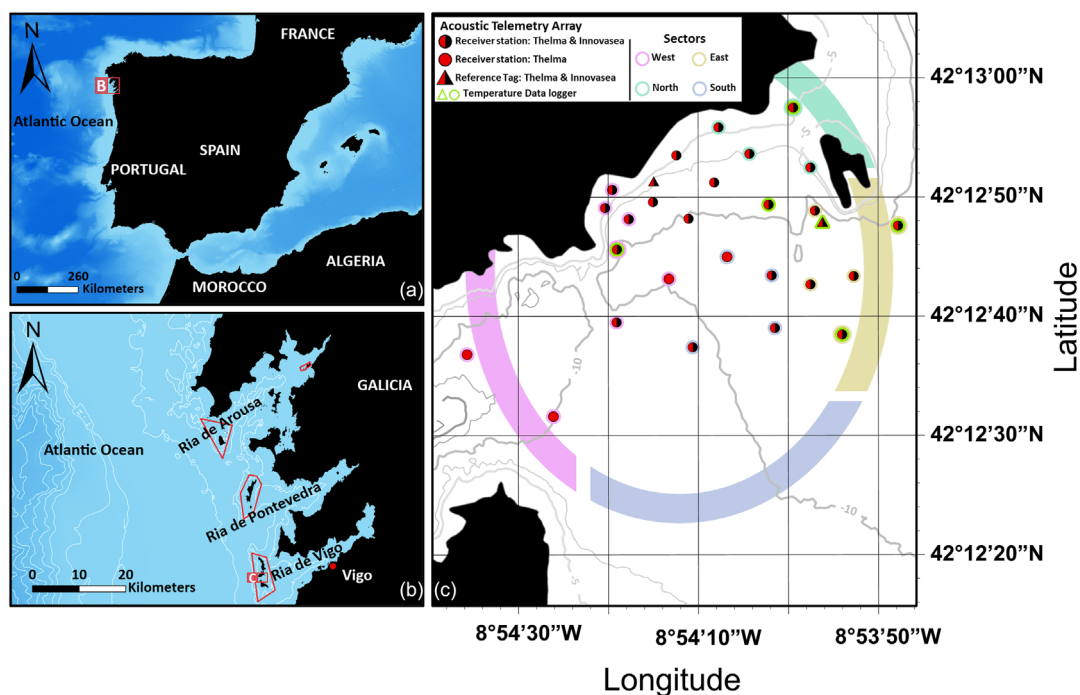 N
FRANCE
B
Atlantic Ocean
SPAIN
PORTUGAL
ALGERIA
MOROCCO
0 260
Kilometers
(a)
N
GALICIA
Atlantic Ocean
Ria de Arousa
Ria de Pontevedra
Ria de Vigo
C
Vigo
0 10 20
Kilometers
(b)
Acoustic Telemetry Array
Receiver station: Thelma & Innovasea
Receiver station: Thelma
Reference Tag: Thelma & Innovasea
Temperature Data logger
Sectors
West
East
North
South
-5
-5
-10
-10
-5
(c)
42°13’00’’N
42°12’50’’N
42°12’40’’N
42°12’30’’N
42°12’20’’N
Latitude
8°54’30’’W
8°54’10’’W
8°53’50’’W
Longitude